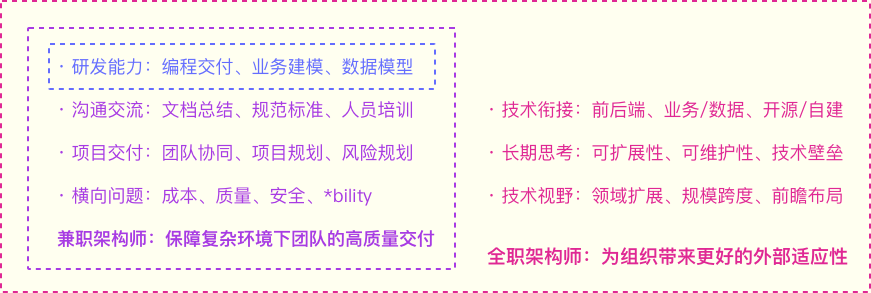 · 研发能力：编程交付、业务建模、数据模型
· 沟通交流：文档总结、规范标准、人员培训
· 项目交付：团队协同、项目规划、风险规划
· 横向问题：成本、质量、安全、*bility
兼职架构师：保障复杂环境下团队的高质量交付
· 技术衔接：前后端、业务/数据、开源/自建
· 长期思考：可扩展性、可维护性、技术壁垒
· 技术视野：领域扩展、规模跨度、前瞻布局
全职架构师：为组织带来更好的外部适应性